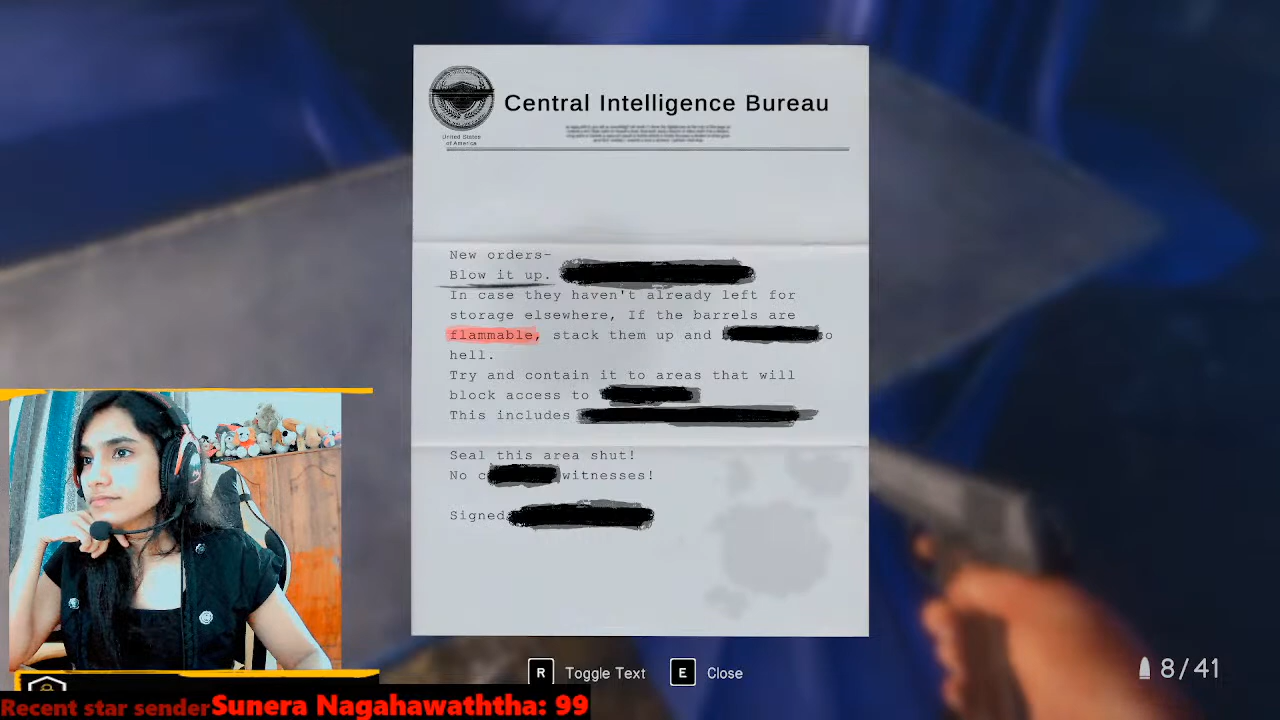 United States
of America
Central Intelligence Bureau
New orders-
Blow it up.
In case they haven't already left for
storage elsewhere, If the barrels are
flammable, stack them up and
hell.
Try and contain it to areas that will
block access to
This includes
Seal this area shut!
No witnesses!
Signed
R Toggle Text E Close
8/41
Recent star sender Sunera Nagahawaththa: 99